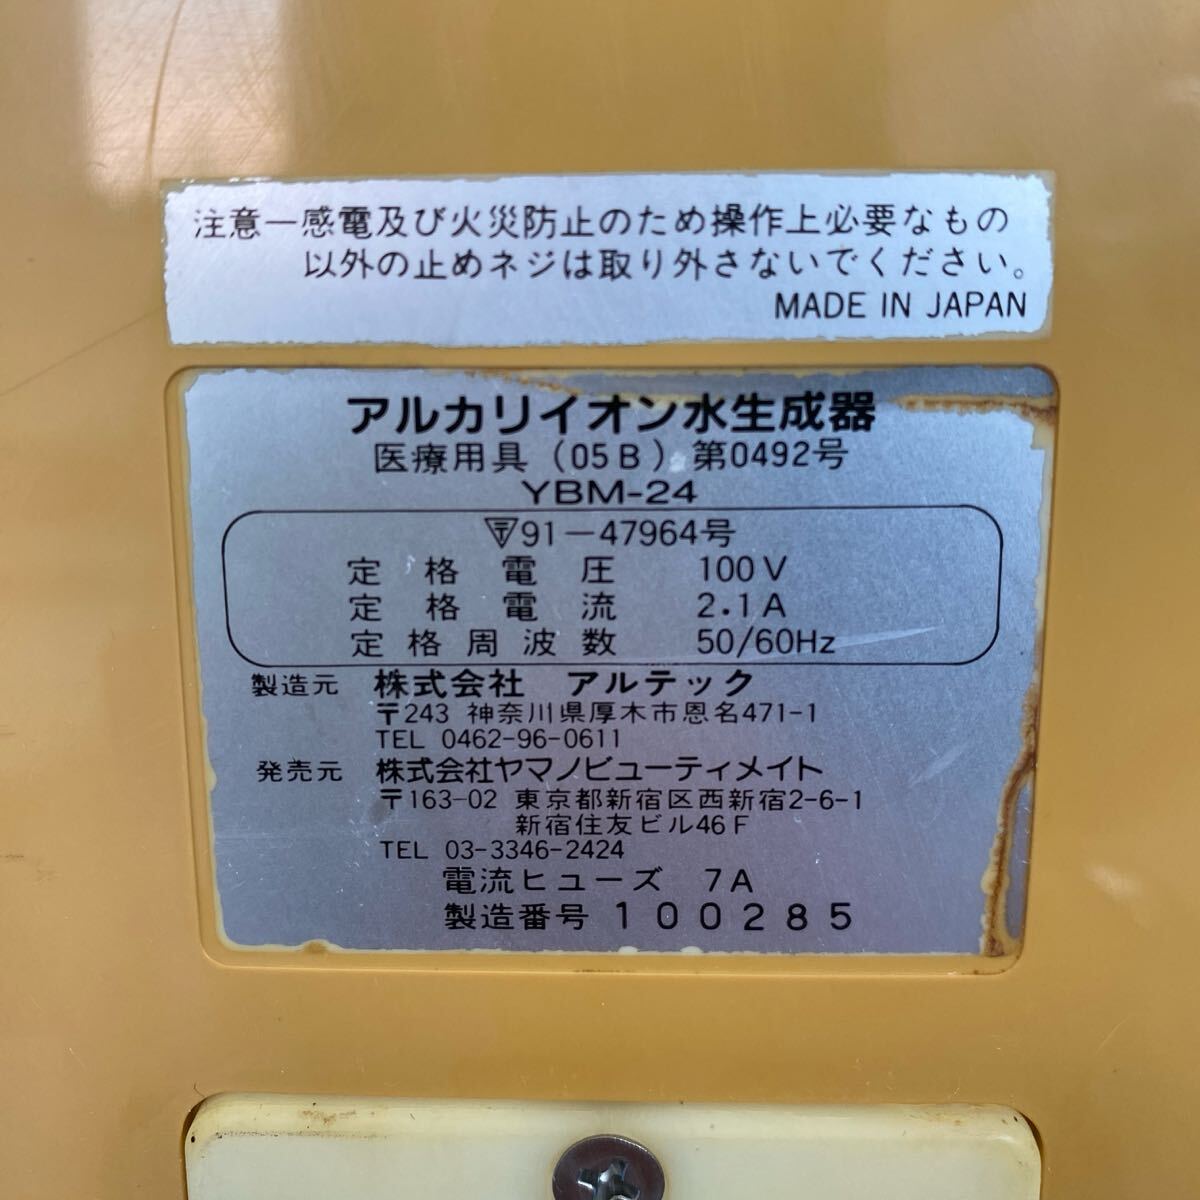 注意一感電及び火災防止のため操作上必要なもの
以外の止めネジは取り外さないでください。
MADE IN JAPAN
アルカリイオン水生成器
医療用具(05B)第0492号
YBM-24
91-47964号
定格電圧 100V
定格電流 2.1A
定格周波数 50/60Hz
製造元 株式会社 アルテック
〒243 神奈川県厚木市恩名471-1
TEL 0462-96-0611
発売元 株式会社ヤマノビューティメイト
〒163-02 東京都新宿区西新宿2-6-1
新宿住友ビル46F
TEL 03-3346-2424
電流ヒューズ 7A
製造番号 100285